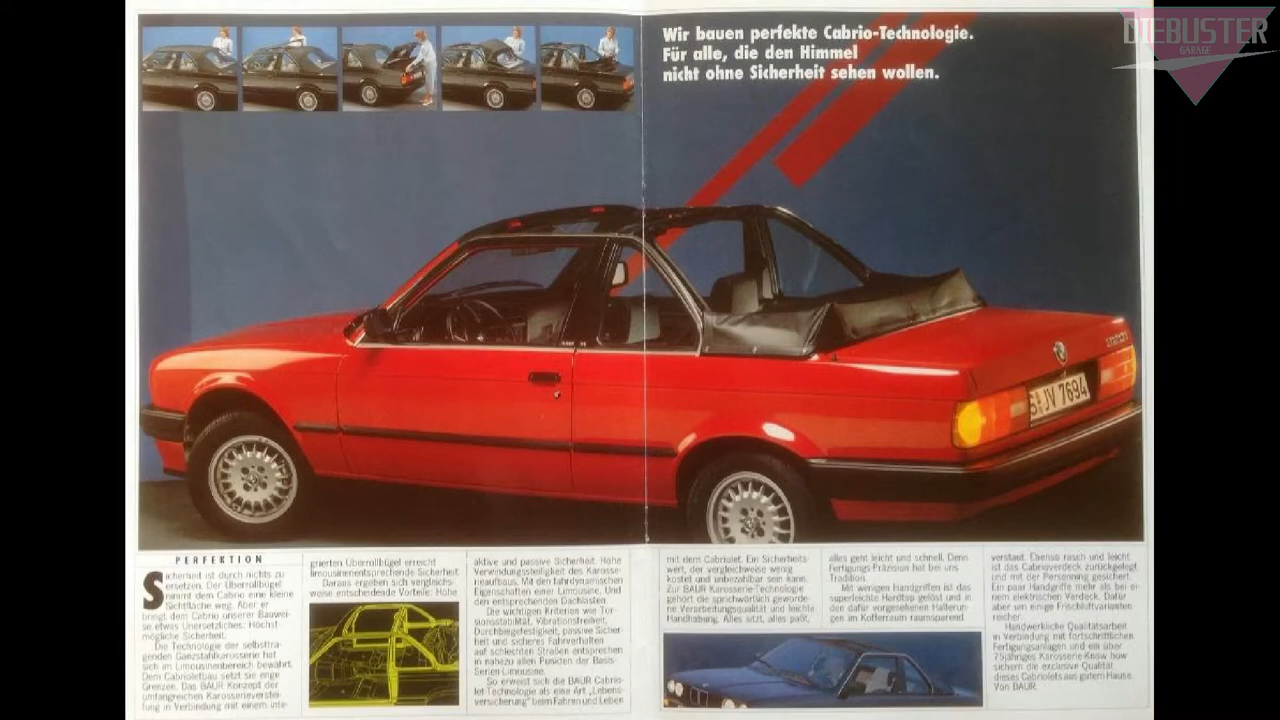 Wir bauen perfekte Cabrio-Technologie.
Für alle, die den Himmel
nicht ohne Sicherheit sehen wollen.
DIEBUSTER
GARAGE
S JV 7694
PERFEKTION
Sicherheit ist durch nichts zu
ersetzen. Der Überrollbügel
nimmt dem Cabrio eine kleine
Sichtfläche weg. Aber er
bringt dem Cabrio unserer Bauwei-
se etwas Unersetzliches: Höchst-
mögliche Sicherheit.
Die Technologie der selbsttra-
genden Ganzstahlkarosserie hat
sich im Limousinenbereich bewährt.
Dem Cabrioletbau setzt sie enge
Grenzen. Das BAUR Konzept der
umfangreichen Karosserieverstei-
fung in Verbindung mit einem inte-
grierten Überrollbügel erreicht
limousinenentsprechende Sicherheit.
Daraus ergeben sich vergleichs-
weise entscheidende Vorteile: Hohe
aktive und passive Sicherheit. Hohe
Verwindungssteifigkeit des Karosse-
rieaufbaus. Mit den fahrdynamischen
Eigenschaften einer Limousine. Und
den entsprechenden Dachlasten.
Die wichtigen Kriterien wie Tor-
sionsstabilität, Vibrationsfreiheit,
Durchbiegefestigkeit, passive Sicher-
heit und sicheres Fahrverhalten
auf schlechten Straßen entsprechen
in nahezu allen Punkten der Basis-
Serien-Limousine.
So erweist sich die BAUR Cabrio-
let-Technologie als eine Art „Lebens-
versicherung" beim Fahren und Leben
mit dem Cabriolet. Ein Sicherheits-
wert, der vergleichsweise wenig
kostet und unbezahlbar sein kann.
Zur BAUR Karosserie-Technologie
gehört die sprichwörtlich geworde-
ne Verarbeitungsqualität und leichte
Handhabung. Alles sitzt, alles paßt,
alles geht leicht und schnell. Denn
Fertigungs-Präzision hat bei uns
Tradition.
Mit wenigen Handgriffen ist das
superleichte Hardtop gelöst und in
den dafür vorgesehenen Halterun-
gen im Kofferraum raumsparend
verstaut. Ebenso rasch und leicht
ist das Cabrioverdeck zurückgelegt
und mit der Persenning gesichert.
Ein paar Handgriffe mehr als bei ei-
nem elektrischen Verdeck. Dafür
aber um einige Frischluftvarianten
reicher.
Handwerkliche Qualitätsarbeit
in Verbindung mit fortschrittlichen
Fertigungsanlagen und ein über
75jähriges Karosserie-Know how
sichern die exclusive Qualität
dieses Cabriolets aus gutem Hause.
Von BAUR.